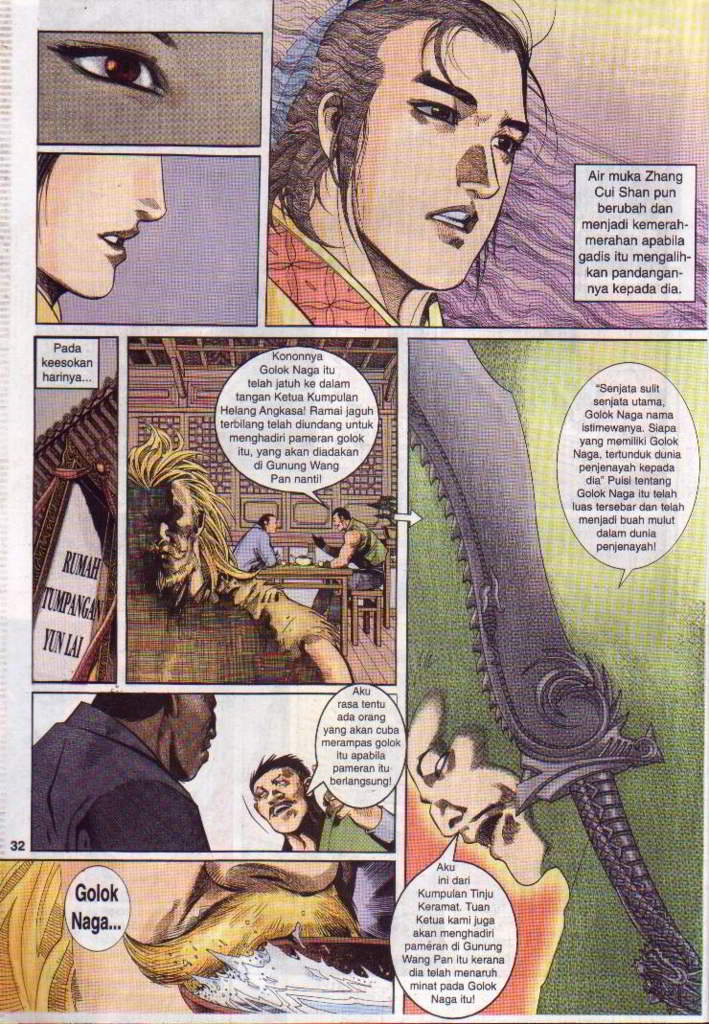 Air muka Zhang
Cui Shan pun
berubah dan
menjadi kemerah-
merahan apabila
gadis itu mengalih-
kan pandangan-
nya kepada dia.
Pada
keesokan
harinya...
RUMAH
TUMPANGAN
YUN LAI
Kononnya
Golok Naga itu
telah jatuh ke dalam
tangan Ketua Kumpulan
Helang Angkasa! Ramai jaguh
terbilang telah diundang untuk
menghadiri pameran golok
itu, yang akan diadakan
di Gunung Wang
Pan nanti!
"Senjata sulit
senjata utama,
Golok Naga nama
istimewanya. Siapa
yang memiliki Golok
Naga, tertunduk dunia
penjenayah kepada
dia" Puisi tentang
Golok Naga itu telah
luas tersebar dan telah
menjadi buah mulut
dalam dunia
penjenayah!
Aku
ini dari
Kumpulan Tinju
Keramat. Tuan
Ketua kami juga
akan menghadiri
pameran di Gunung
Wang Pan itu kerana
dia telah menaruh
minat pada Golok
Naga itu!
Aku
rasa tentu
ada orang
yang akan cuba
merampas golok
itu apabila
pameran itu
berlangsung!
Golok
Naga...
32